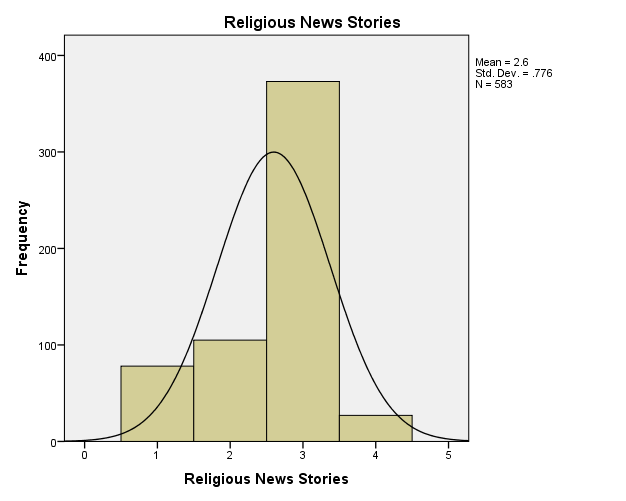 Religious News Stories
Mean = 2.6
Std. Dev. = .776
N = 583
400
300
200
100
0
Frequency
0 1 2 3 4 5
Religious News Stories